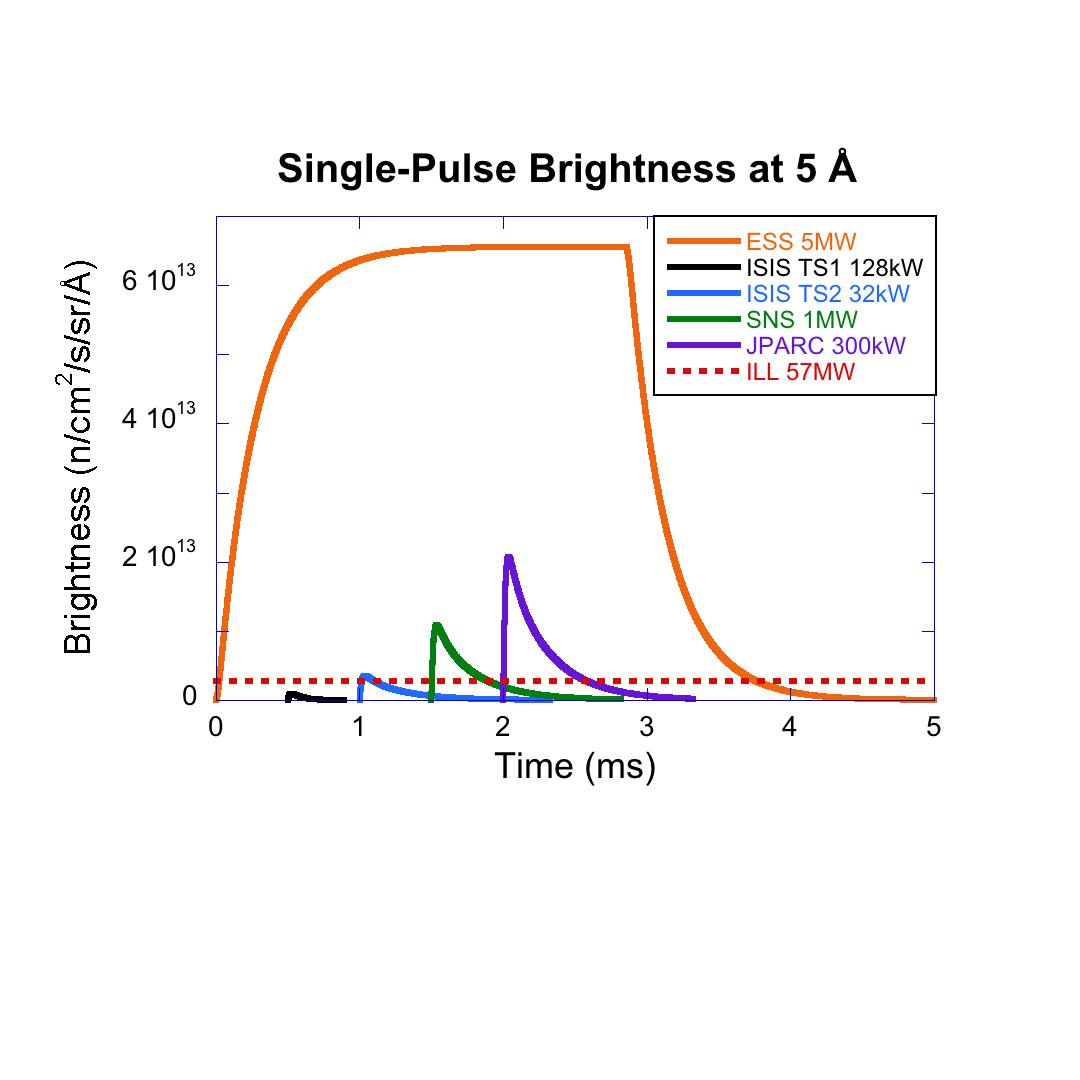 Single-Pulse Brightness at 5 Å
Brightness (n/cm²/s/sr/Å)
6 10¹³
4 10¹³
2 10¹³
0
ESS 5MW
ISIS TS1 128kW
ISIS TS2 32kW
SNS 1MW
JPARC 300kW
ILL 57MW
0 1 2 3 4 5
Time (ms)